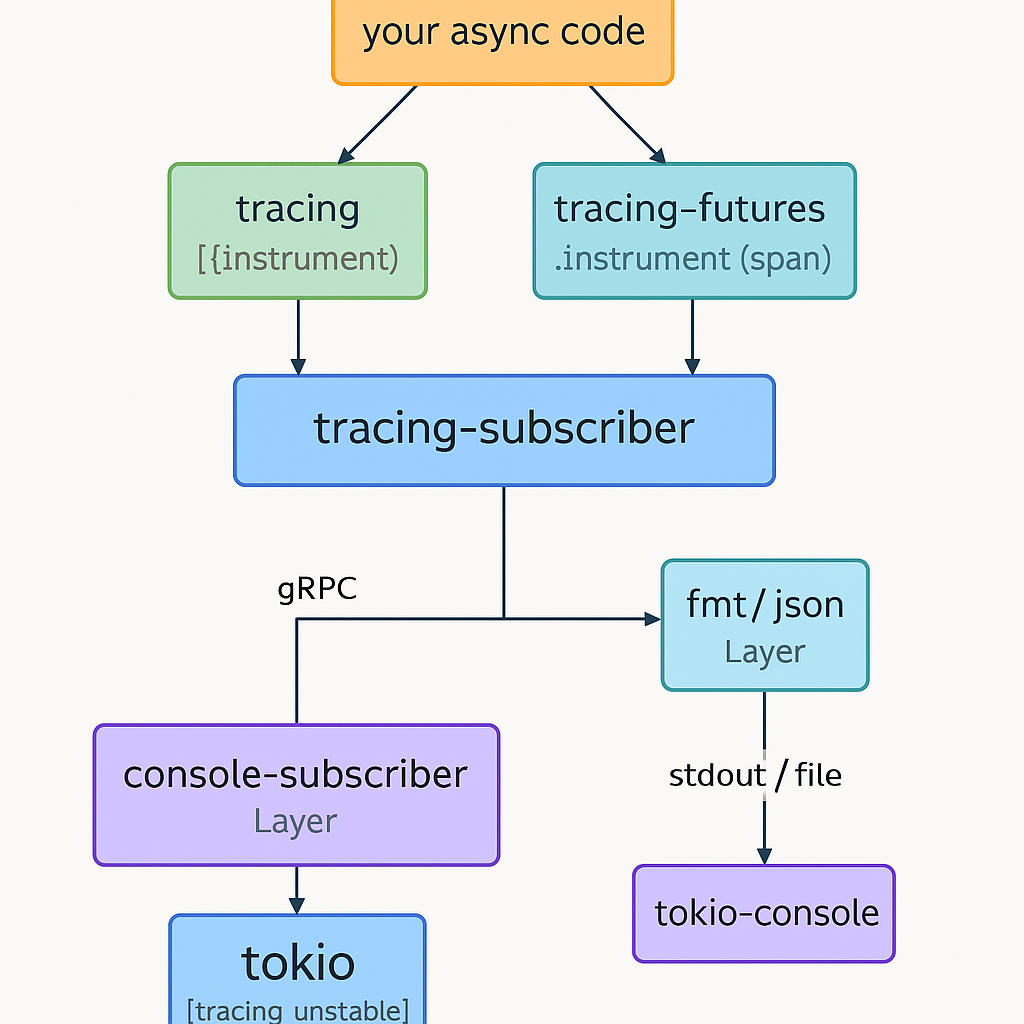 your async code
tracing
[{instrument)
tracing-futures
.instrument (span)
tracing-subscriber
gRPC
fmt/json
Layer
console-subscriber
Layer
stdout/file
tokio-console
tokio
[tracing unstable]